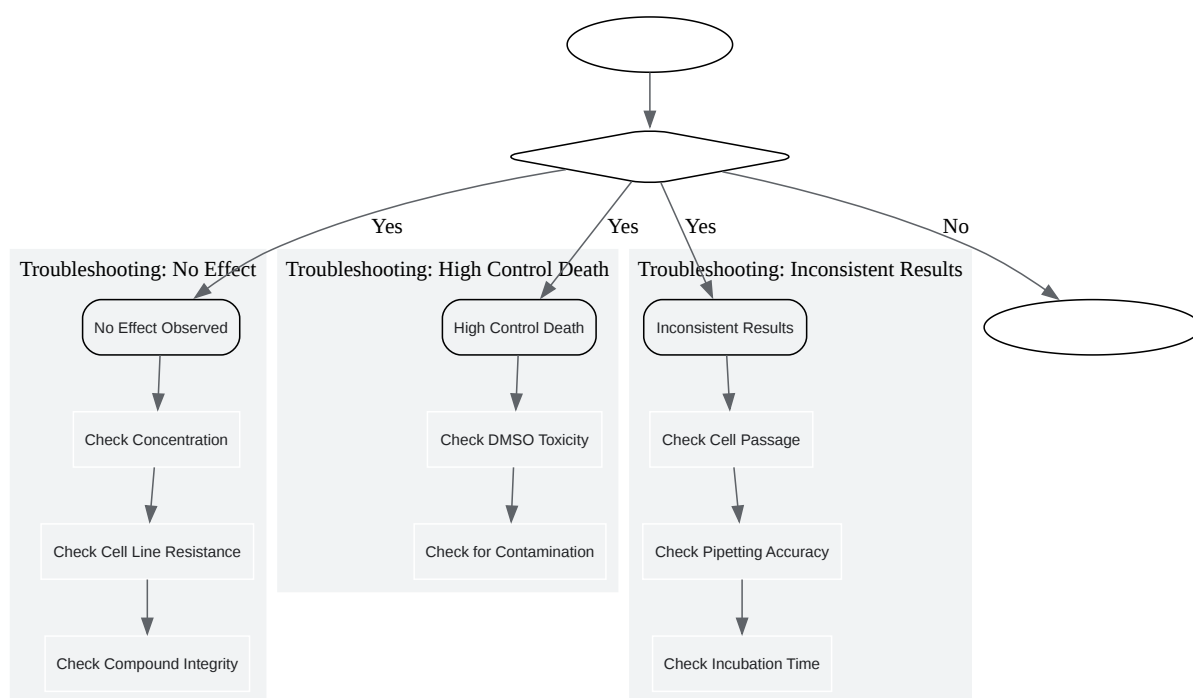 Yes
Yes
Yes
No
Troubleshooting: No Effect
Troubleshooting: High Control Death
Troubleshooting: Inconsistent Results
No Effect Observed
High Control Death
Inconsistent Results
Check Concentration
Check DMSO Toxicity
Check Cell Passage
Check Cell Line Resistance
Check for Contamination
Check Pipetting Accuracy
Check Compound Integrity
Check Incubation Time